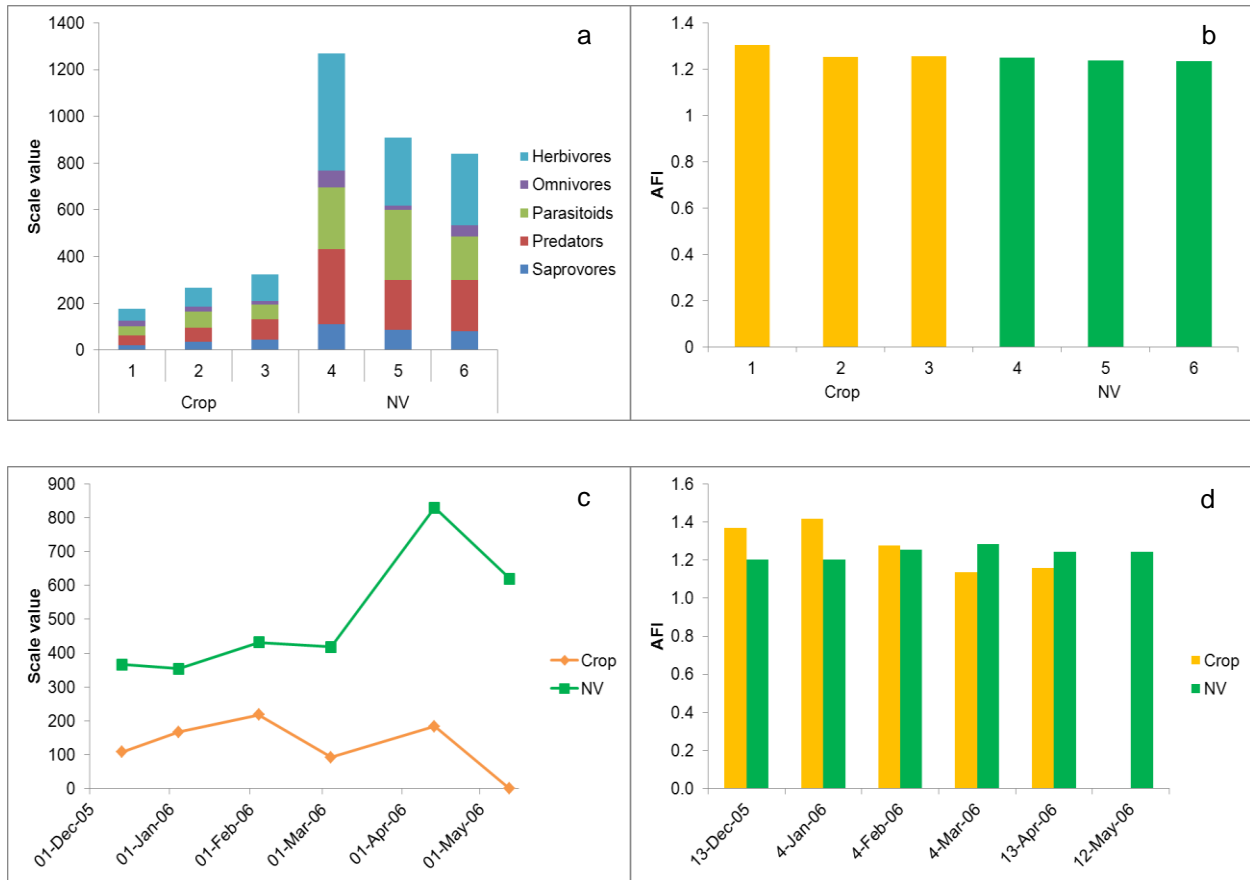 a
Scale value
1400
1200
1000
800
600
400
200
0
1 2 3 4 5 6
Crop NV
Herbivores
Omnivores
Parasitoids
Predators
Saprovores
b
AFI
1.4
1.2
1
0.8
0.6
0.4
0.2
0
1 2 3 4 5 6
Crop NV
c
Scale value
900
800
700
600
500
400
300
200
100
0
01-Dec-05 01-Jan-06 01-Feb-06 01-Mar-06 01-Apr-06 01-May-06
Crop
NV
d
AFI
1.6
1.4
1.2
1.0
0.8
0.6
0.4
0.2
0.0
13-Dec-05 4-Jan-06 4-Feb-06 4-Mar-06 13-Apr-06 12-May-06
Crop
NV